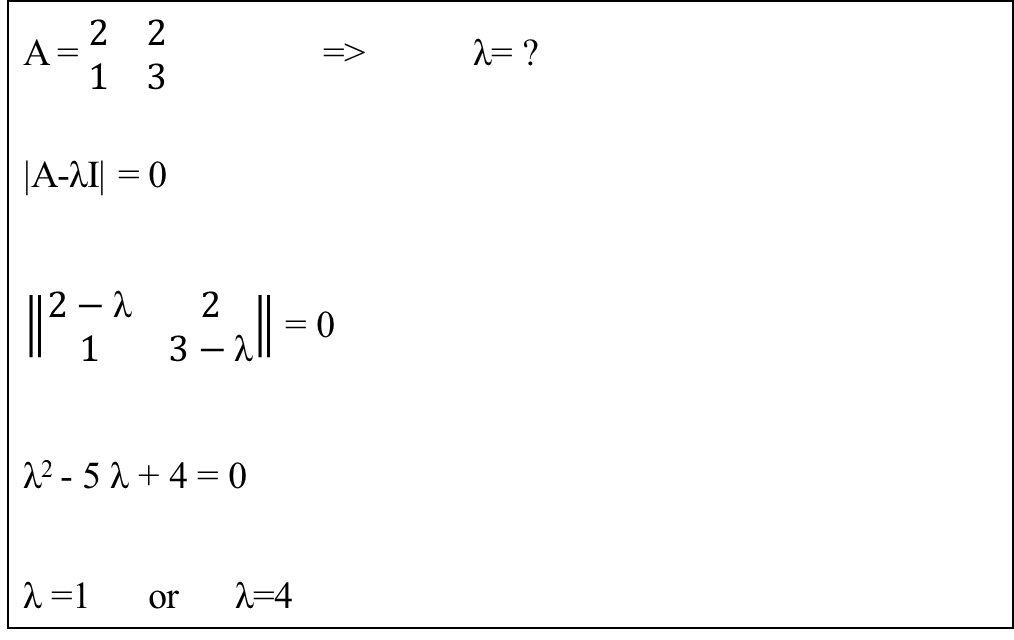 A = 2 2 => λ= ?
1 3
|A-λI| = 0
‖2 − λ 2‖ = 0
1 3 − λ
λ² - 5 λ + 4 = 0
λ =1 or λ=4